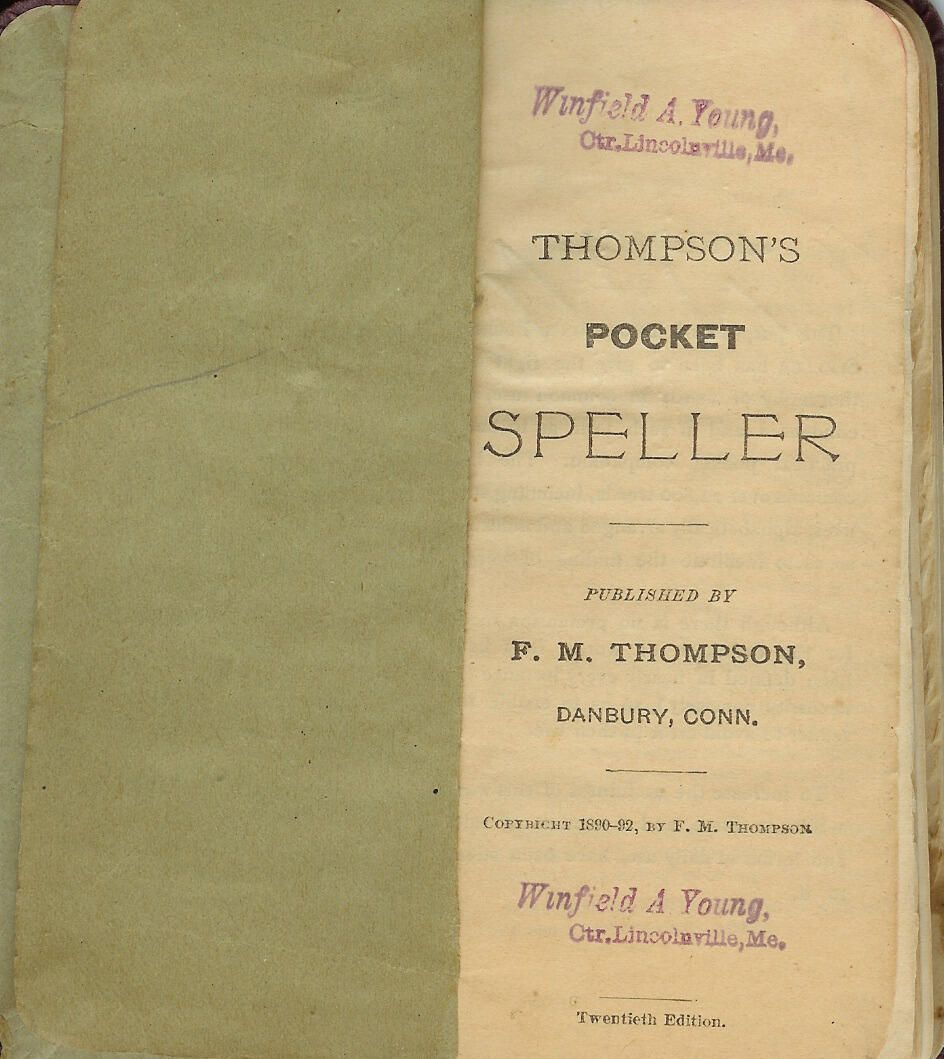 Winfield A. Young,
Ctr.Lincolnville,Me.
THOMPSON'S
POCKET
SPELLER
PUBLISHED BY
F. M. THOMPSON,
DANBURY, CONN.
COPYRIGHT 1890–92, BY F. M. THOMPSON
Winfield A Young,
Ctr.Lincolnville,Me.
Twentieth Edition.